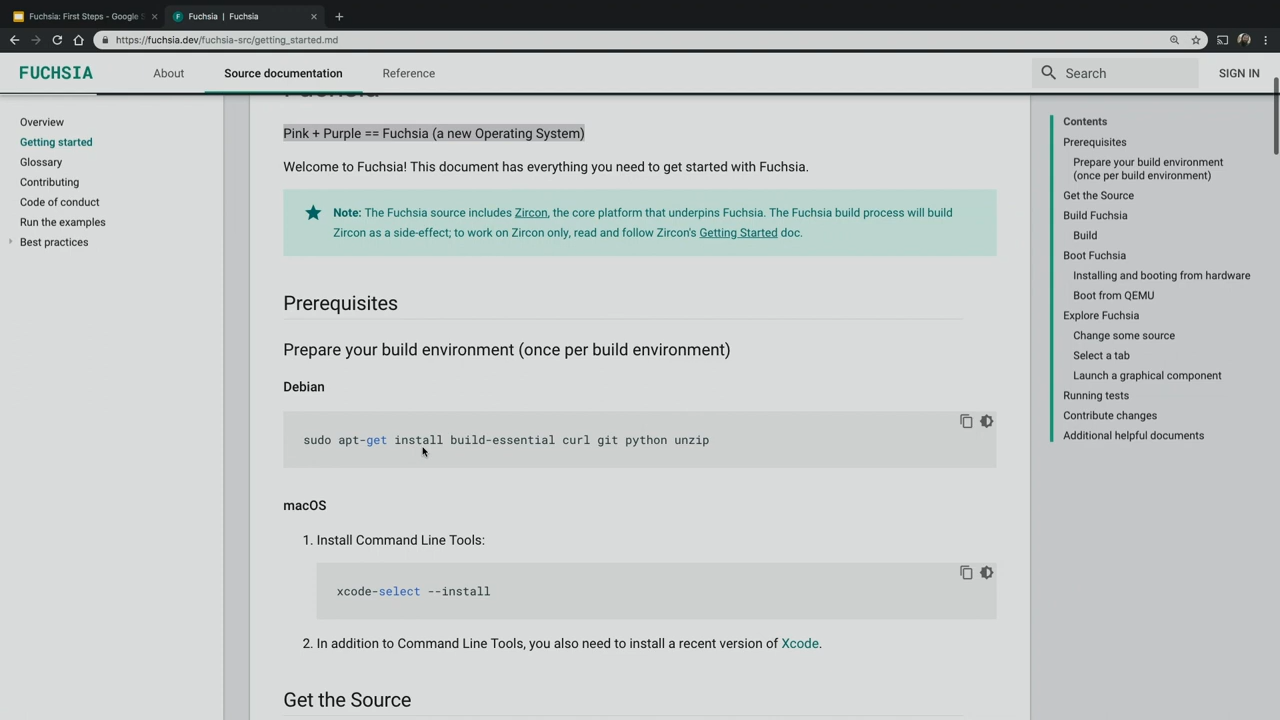 Fuchsia: First Steps - Google S
Fuchsia | Fuchsia
https://fuchsia.dev/fuchsia-src/getting_started.md
FUCHSIA
About
Source documentation
Reference
Search
SIGN IN
Overview
Getting started
Glossary
Contributing
Code of conduct
Run the examples
Best practices
Fuchsia
Pink + Purple == Fuchsia (a new Operating System)
Welcome to Fuchsia! This document has everything you need to get started with Fuchsia.
Note: The Fuchsia source includes Zircon, the core platform that underpins Fuchsia. The Fuchsia build process will build
Zircon as a side-effect; to work on Zircon only, read and follow Zircon's Getting Started doc.
Prerequisites
Prepare your build environment (once per build environment)
Debian
sudo apt-get install build-essential curl git python unzip
macOS
1. Install Command Line Tools:
xcode-select --install
2. In addition to Command Line Tools, you also need to install a recent version of Xcode.
Get the Source
Contents
Prerequisites
Prepare your build environment
(once per build environment)
Get the Source
Build Fuchsia
Build
Boot Fuchsia
Installing and booting from hardware
Boot from QEMU
Explore Fuchsia
Change some source
Select a tab
Launch a graphical component
Running tests
Contribute changes
Additional helpful documents